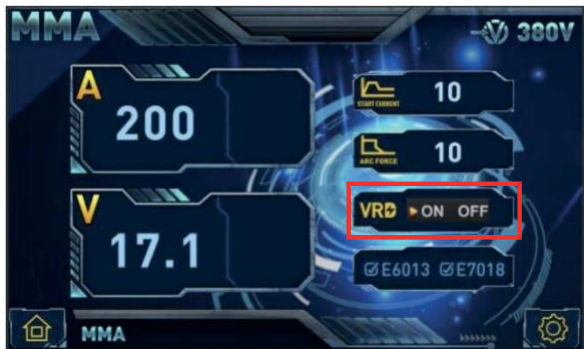 MMA
380V
A
200
START CURRENT
10
ARC FORCE
10
VRD
ON OFF
V
17.1
E6013 E7018
MMA